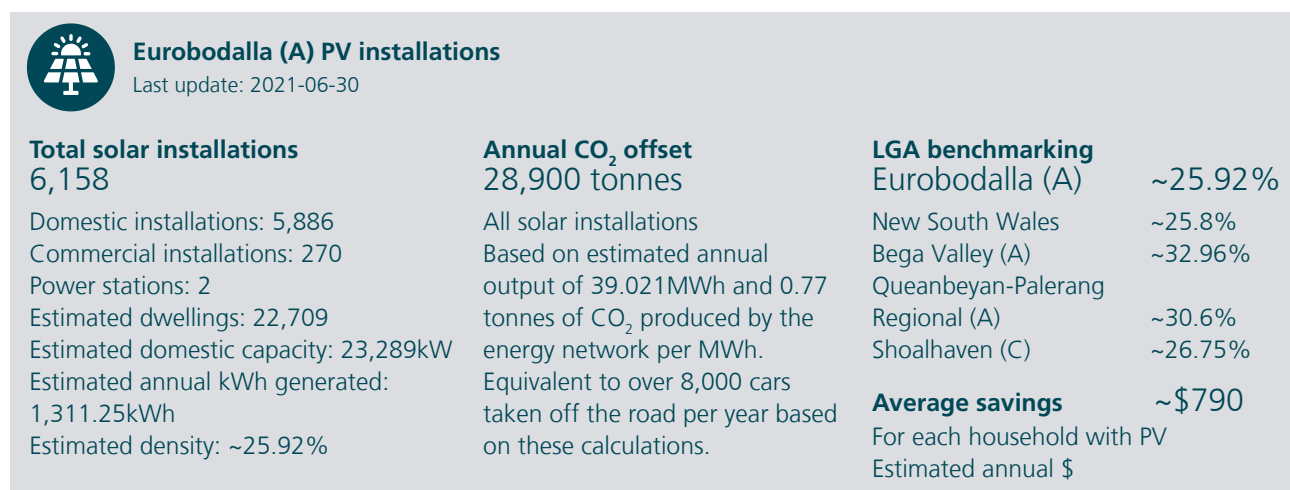 Eurobodalla (A) PV installations
Last update: 2021-06-30
Total solar installations
6,158
Domestic installations: 5,886
Commercial installations: 270
Power stations: 2
Estimated dwellings: 22,709
Estimated domestic capacity: 23,289kW
Estimated annual kWh generated:
1,311.25kWh
Estimated density: ~25.92%
Annual CO₂ offset
28,900 tonnes
All solar installations
Based on estimated annual
output of 39.021MWh and 0.77
tonnes of CO₂ produced by the
energy network per MWh.
Equivalent to over 8,000 cars
taken off the road per year based
on these calculations.
LGA benchmarking
Eurobodalla (A) ~25.92%
New South Wales ~25.8%
Bega Valley (A) ~32.96%
Queanbeyan-Palerang
Regional (A) ~30.6%
Shoalhaven (C) ~26.75%
Average savings ~$790
For each household with PV
Estimated annual $